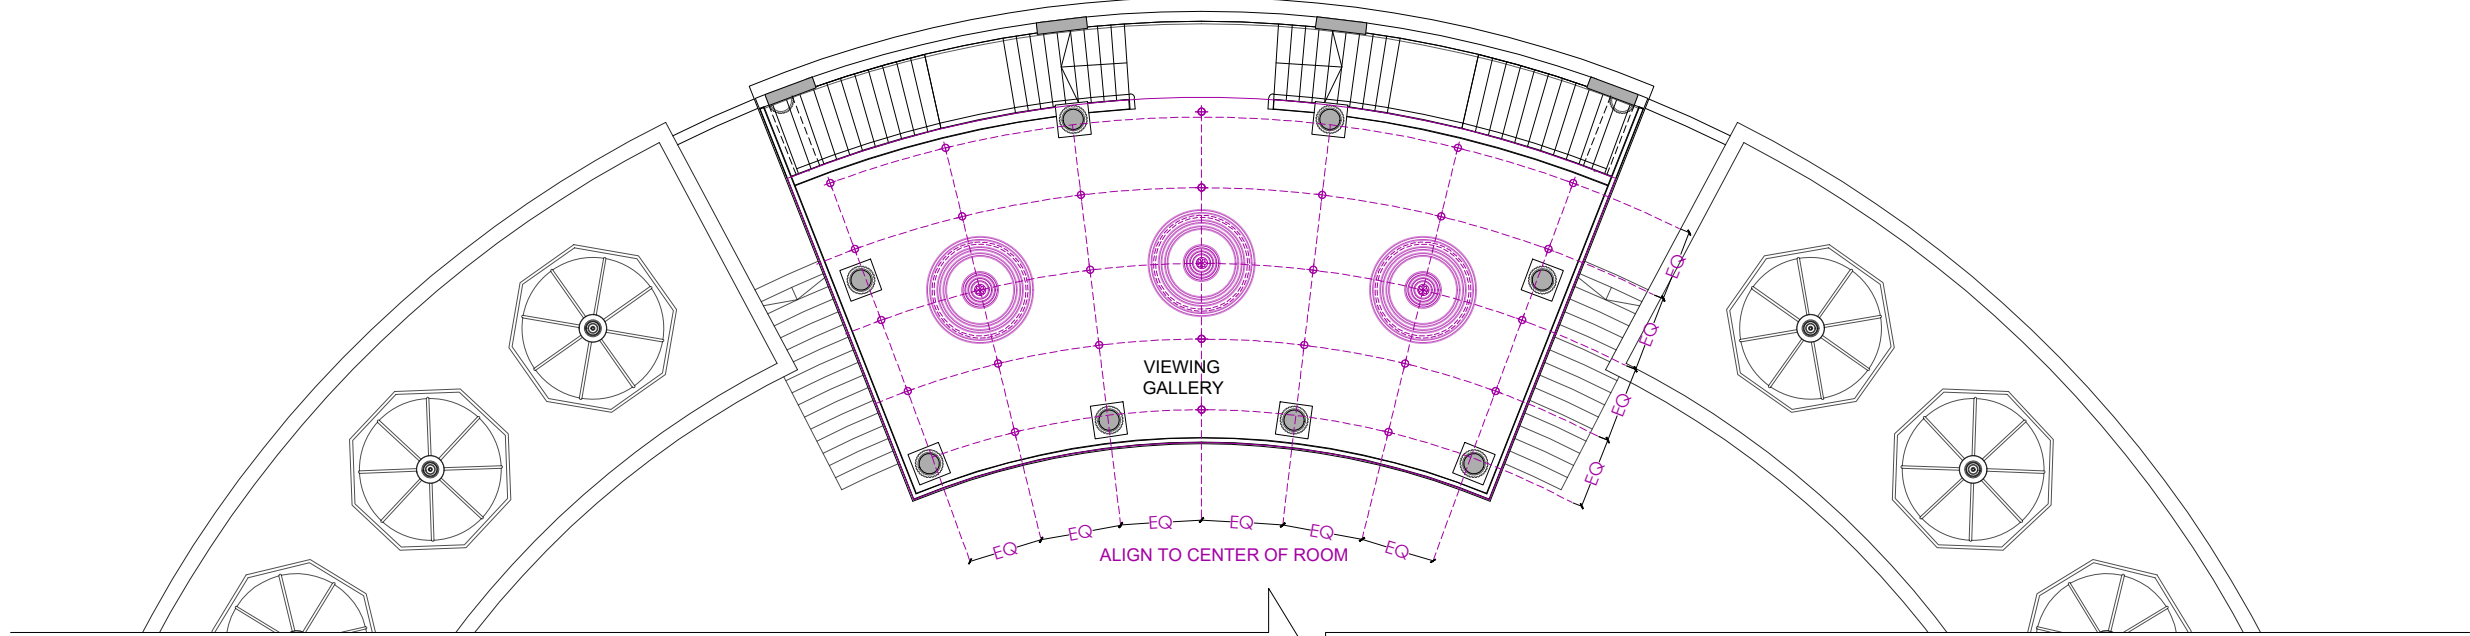 EQ
EQ
EQ
EQ
VIEWING
GALLERY
EQ
EQ
EQ
EQ
EQ
EQ
ALIGN TO CENTER OF ROOM